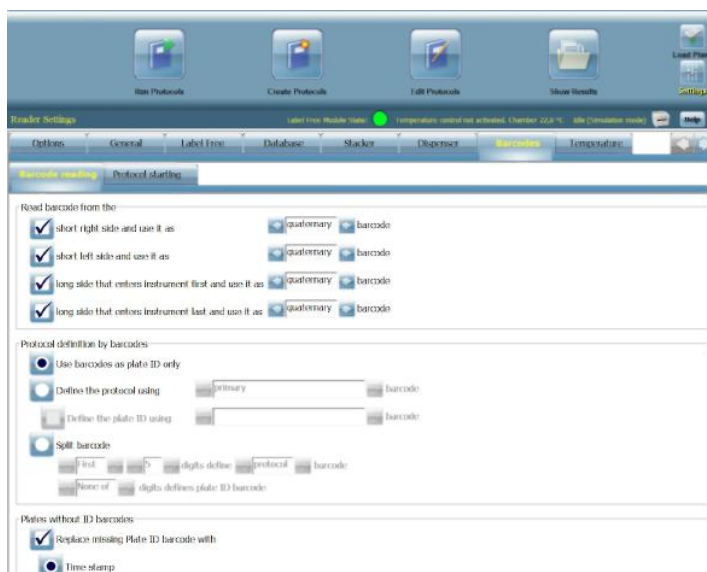 Run Protocols Create Protocols Edit Protocols Show Results Settings
Reader Settings Label Free Module State: Temperature control not activated. Chamber 22,0 °C Idle (Simulation mode) Help
Options General Label Free Database Stacker Dispenser Barcodes Temperature
Barcode reading Protocol starting
Read barcode from the
short right side and use it as quaternary barcode
short left side and use it as quaternary barcode
long side that enters instrument first and use it as quaternary barcode
long side that enters instrument last and use it as quaternary barcode
Protocol definition by barcodes
Use barcodes as plate ID only
Define the protocol using primary barcode
Define the plate ID using barcode
Split barcode
First 5 digits define protocol barcode
None of digits defines plate ID barcode
Plates without ID barcodes
Replace missing Plate ID barcode with
Time stamp